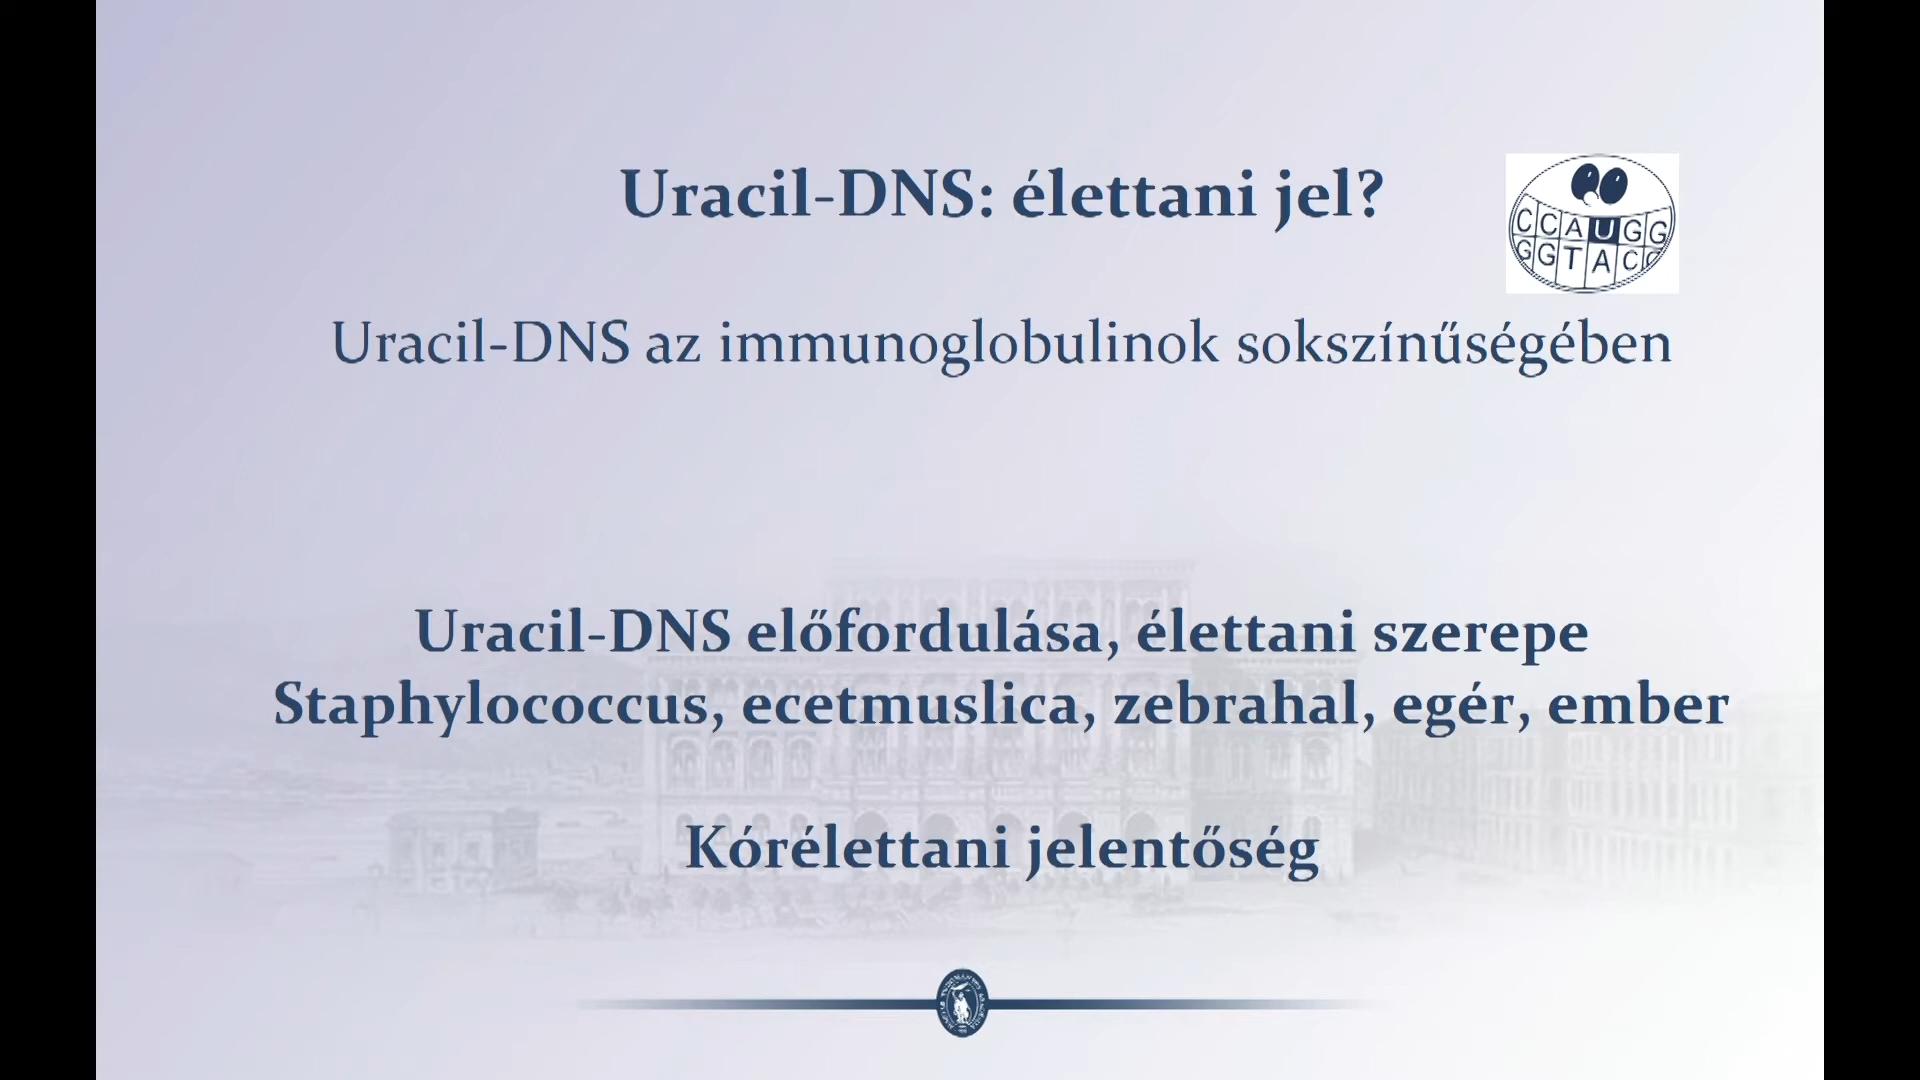 Uracil-DNS: élettani jel?
CCAUGG
GGTACC
Uracil-DNS az immunoglobulinok sokszínűségében
Uracil-DNS előfordulása, élettani szerepe
Staphylococcus, ecetmuslica, zebrahal, egér, ember
Kórélettani jelentőség